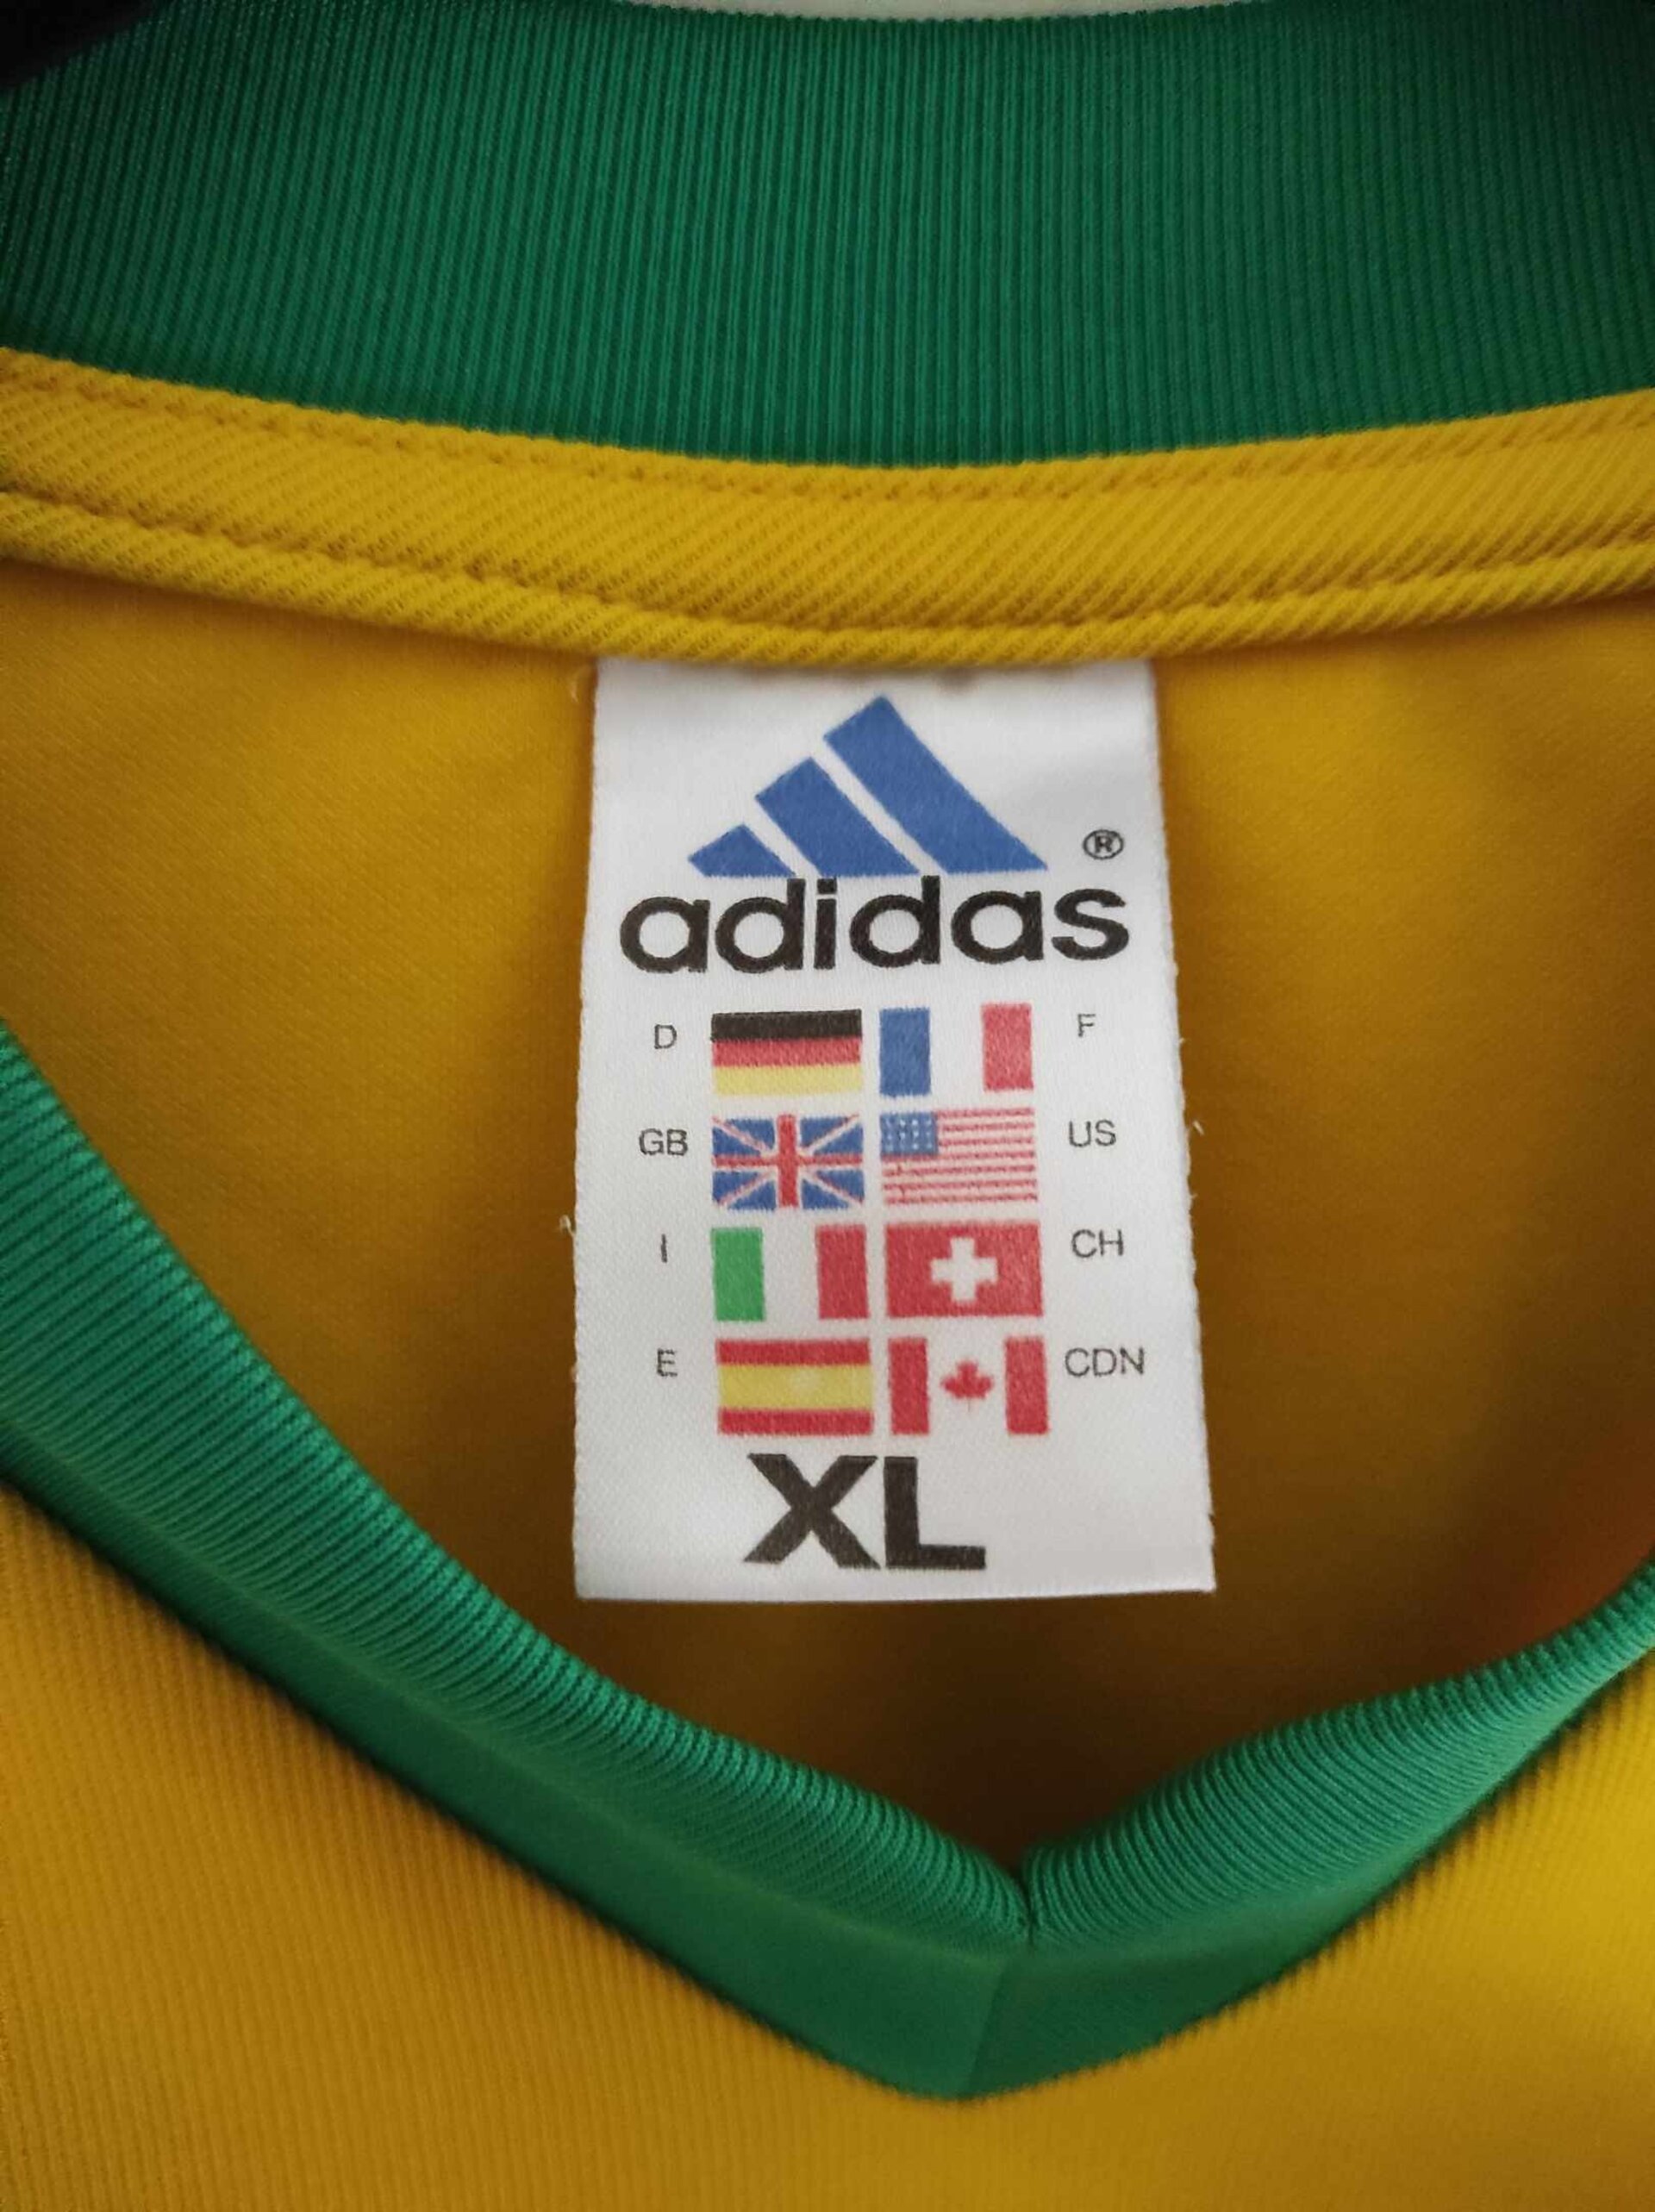 ®
adidas
D F
GB US
I CH
E CDN
XL